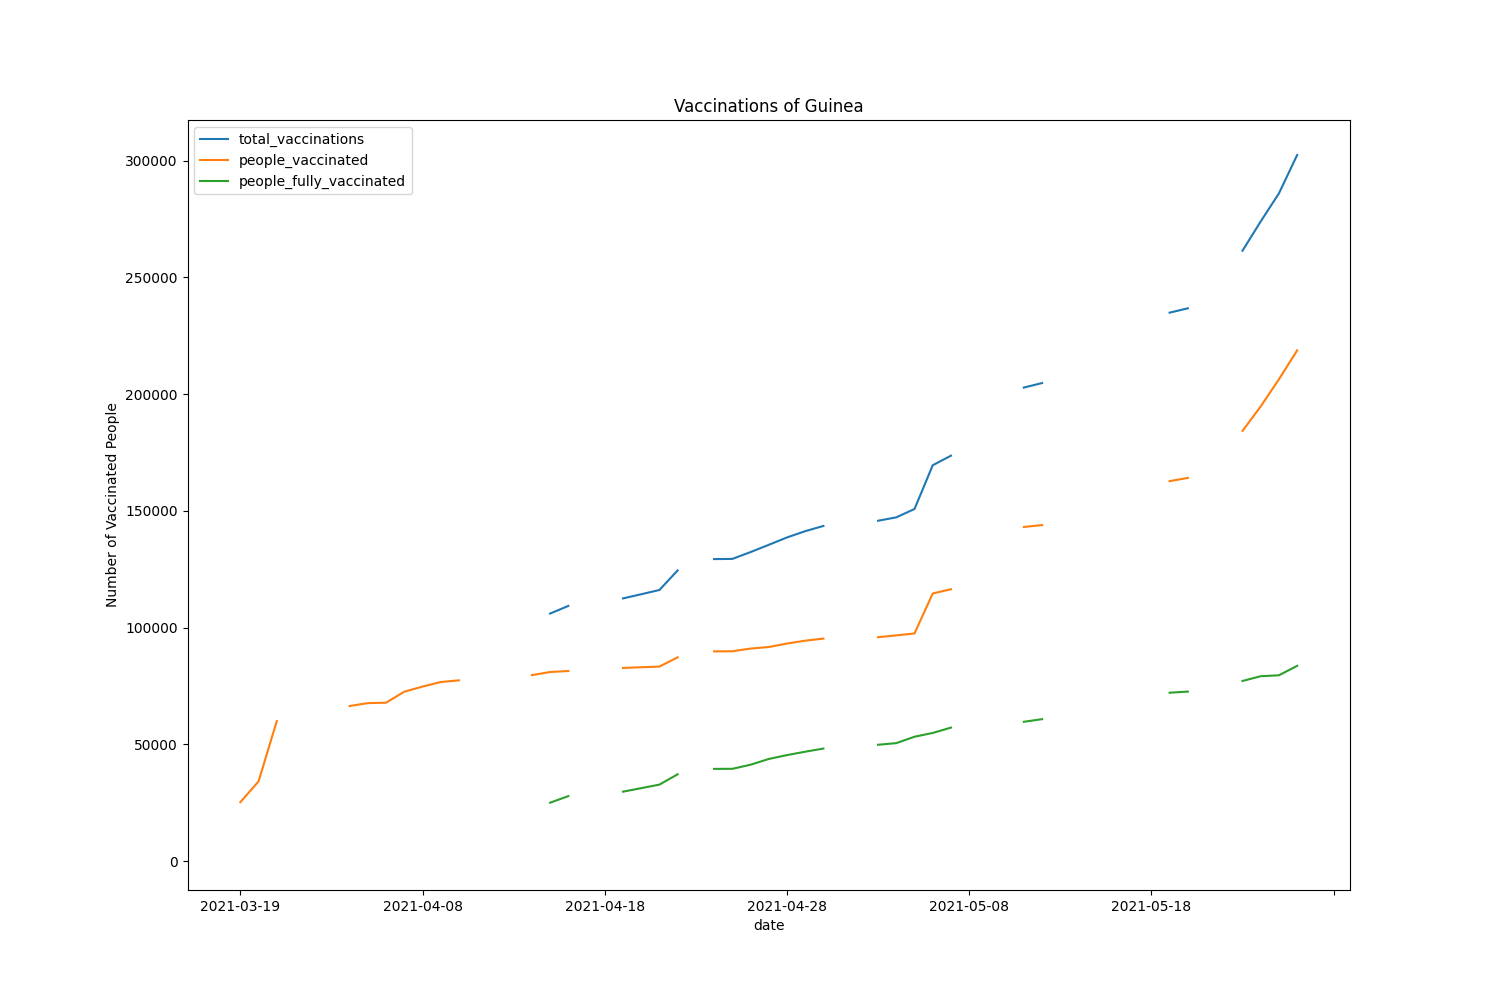 Vaccinations of Guinea
total_vaccinations
people_vaccinated
people_fully_vaccinated
Number of Vaccinated People
300000
250000
200000
150000
100000
50000
0
2021-03-19 2021-04-08 2021-04-18 2021-04-28 2021-05-08 2021-05-18
date